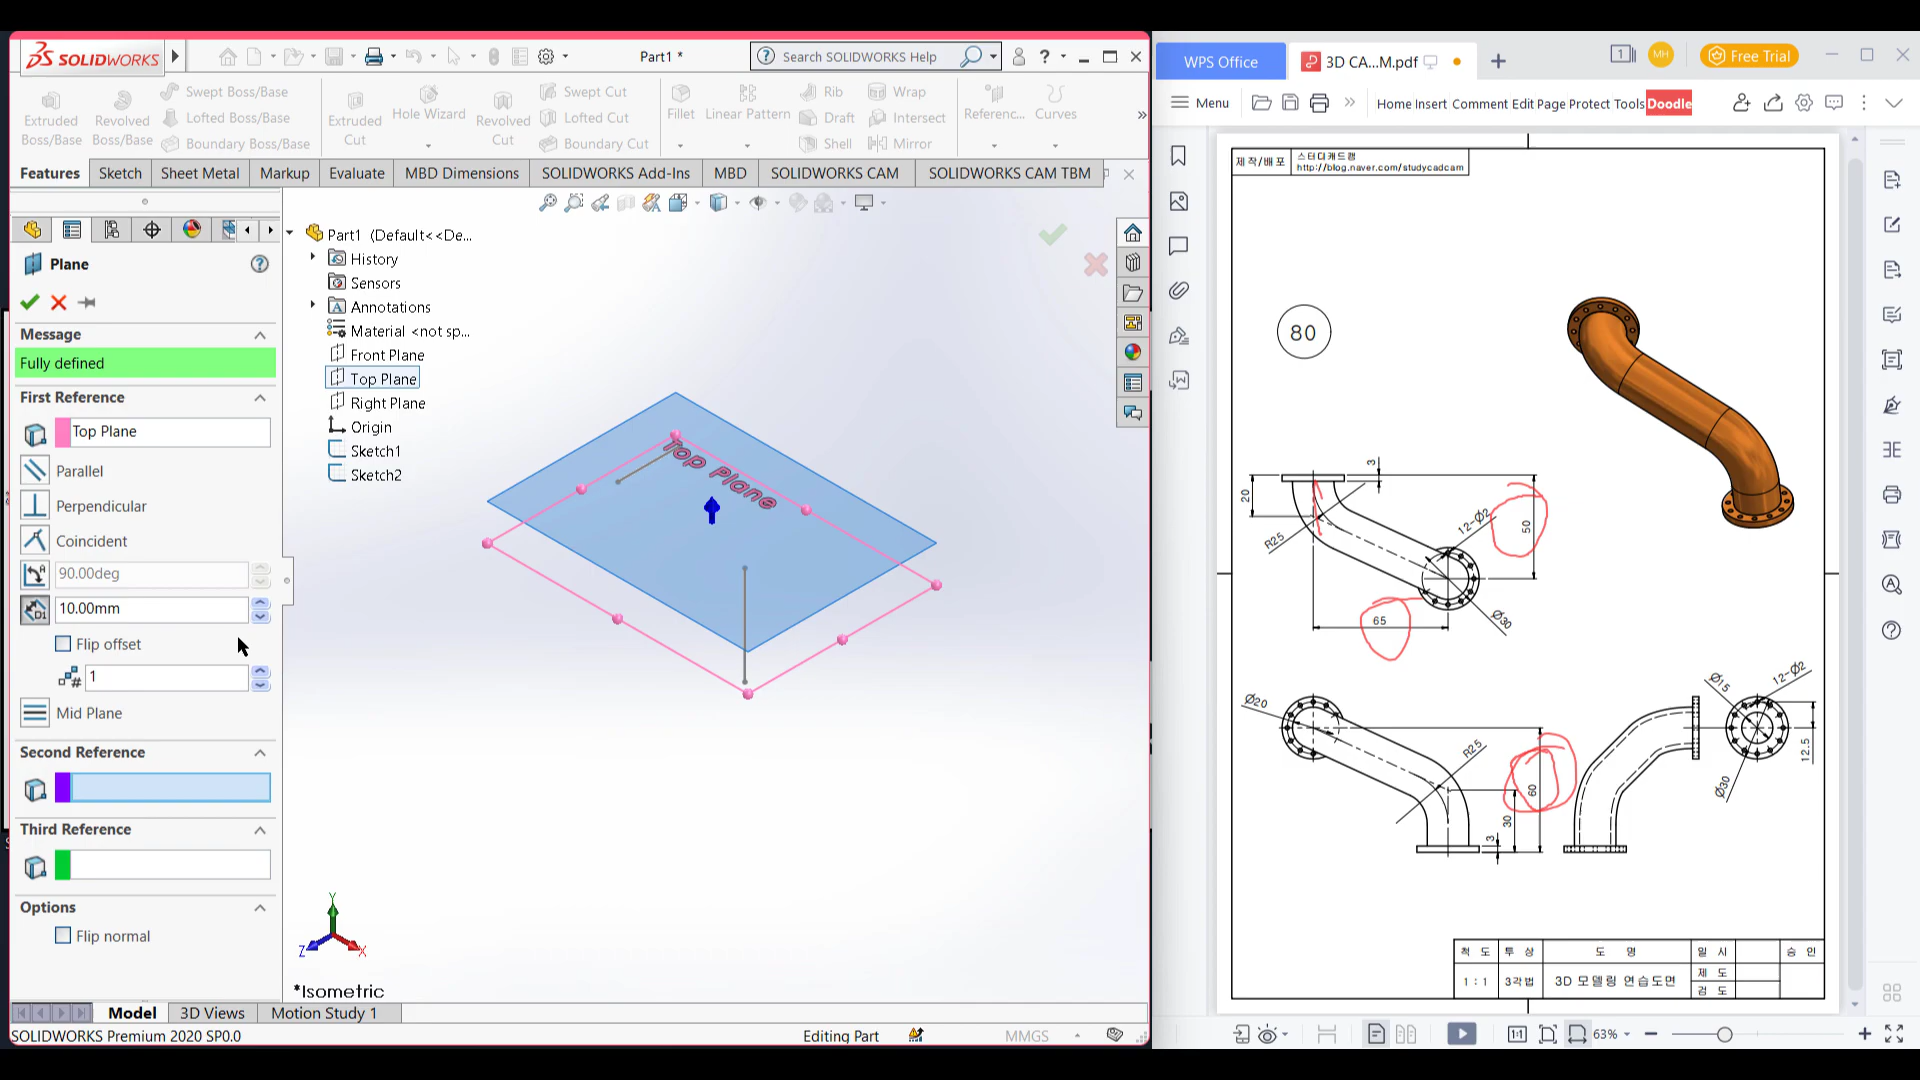 SOLIDWORKS
Part1 *
Search SOLIDWORKS Help
Extruded Boss/Base
Revolved Boss/Base
Swept Boss/Base
Lofted Boss/Base
Boundary Boss/Base
Extruded Cut
Hole Wizard
Revolved Cut
Swept Cut
Lofted Cut
Boundary Cut
Fillet
Linear Pattern
Rib
Draft
Shell
Wrap
Intersect
Mirror
Referenc...
Curves
Features
Sketch
Sheet Metal
Markup
Evaluate
MBD Dimensions
SOLIDWORKS Add-Ins
MBD
SOLIDWORKS CAM
SOLIDWORKS CAM TBM
Plane
Message
Fully defined
First Reference
Top Plane
Parallel
Perpendicular
Coincident
90.00deg
10.00mm
Flip offset
1
Mid Plane
Second Reference
Third Reference
Options
Flip normal
Part1 (Default<<De...
History
Sensors
Annotations
Material <not sp...
Front Plane
Top Plane
Right Plane
Origin
Sketch1
Sketch2
Top Plane
Y
Z
X
*Isometric
Model
3D Views
Motion Study 1
SOLIDWORKS Premium 2020 SP0.0
Editing Part
MMGS
WPS Office
3D CA...M.pdf
1
MH
Free Trial
Menu
Home Insert Comment Edit Page Protect Tools Doodle
제작/배포
스터디캐드캠
http://blog.naver.com/studycadcam
80
3
20
R25
12-Ø2
50
Ø30
65
Ø20
R25
60
30
3
Ø15
12-Ø2
12.5
Ø30
척 도
투 상
도 명
일 시
승 인
1 : 1
3각법
3D 모델링 연습도면
제 도
검 도
1:1
63%